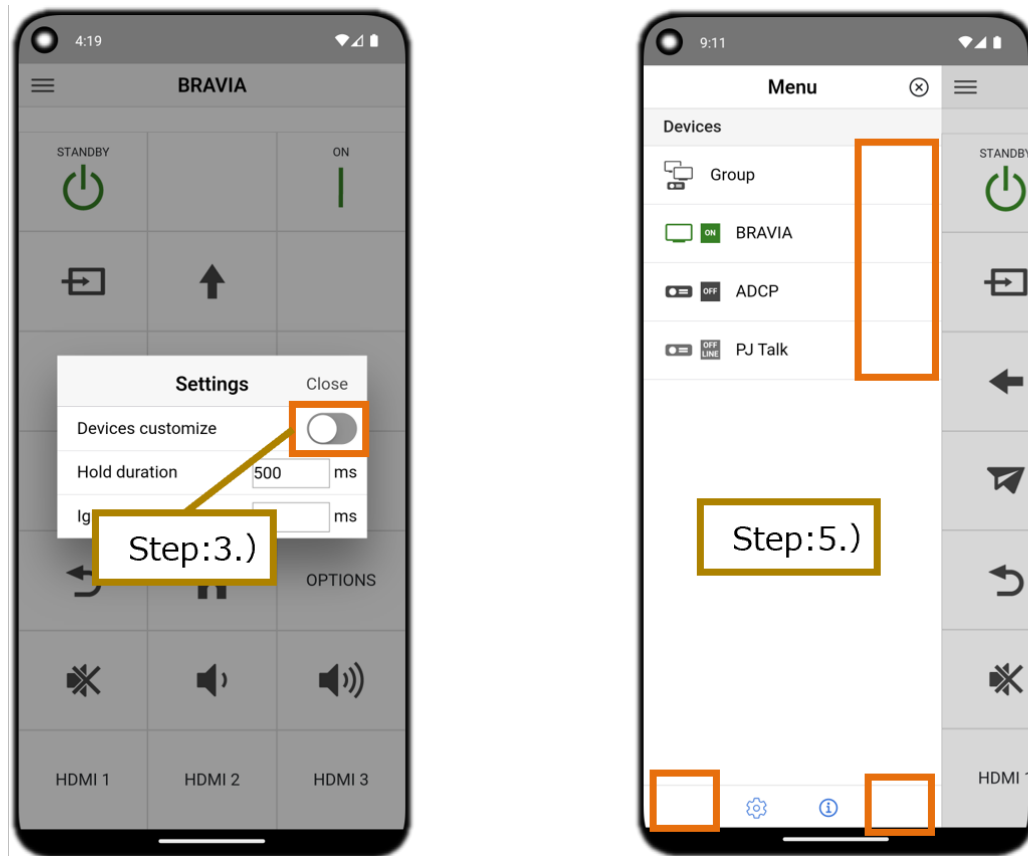 4:19
BRAVIA
STANDBY
ON
Settings
Close
Devices customize
Hold duration
500
ms
Ig
ms
Step:3.)
OPTIONS
HDMI 1
HDMI 2
HDMI 3
9:11
Menu
Devices
Group
ON
BRAVIA
OFF
ADCP
OFF
LINE
PJ Talk
Step:5.)
STANDBY
HDMI 1